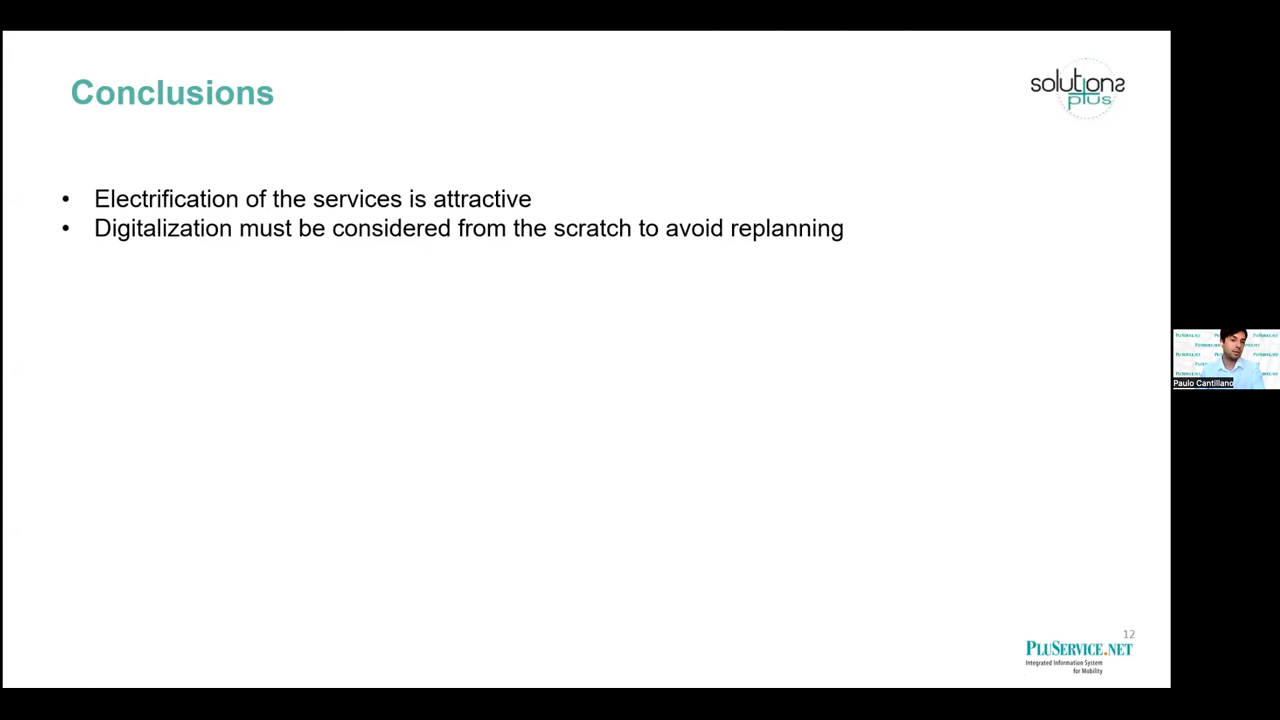 Conclusions
solutions
plus
• Electrification of the services is attractive
• Digitalization must be considered from the scratch to avoid replanning
Paulo Cantillano
12
PLUSERVICE.NET
Integrated Information System
for Mobility